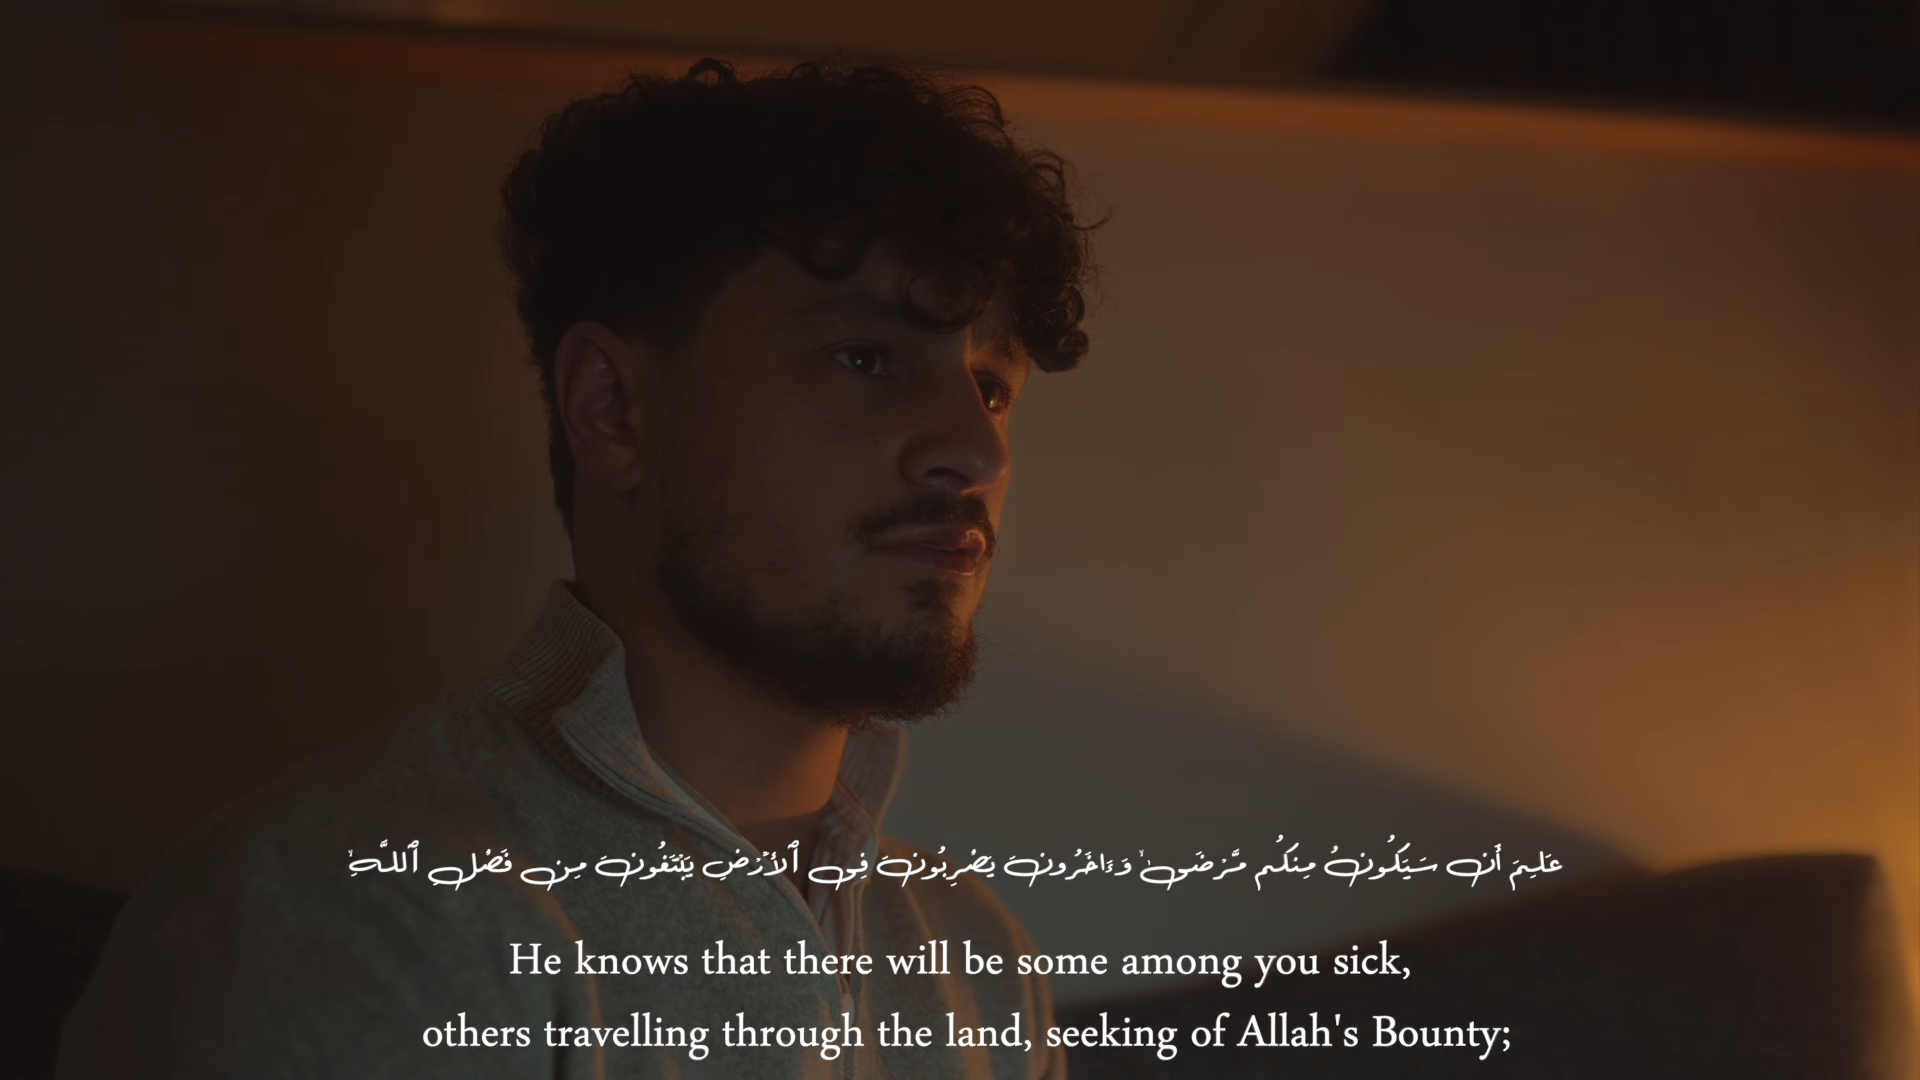 عَلِمَ أَن سَيَكُونُ مِنكُم مَّرْضَىٰ ۙ وَءَاخَرُونَ يَضْرِبُونَ فِى ٱلْأَرْضِ يَبْتَغُونَ مِن فَضْلِ ٱللَّهِ ۙ
He knows that there will be some among you sick,
others travelling through the land, seeking of Allah's Bounty;